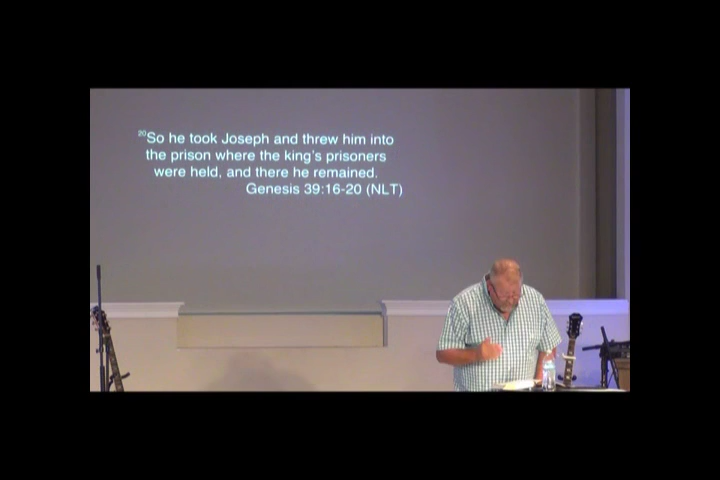 20So he took Joseph and threw him into
the prison where the king's prisoners
were held, and there he remained.
Genesis 39:16-20 (NLT)